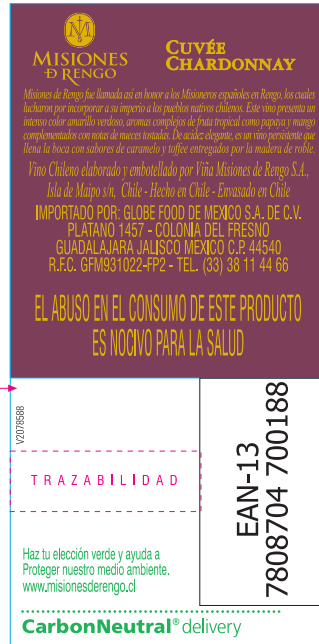 M
MISIONES
D RENGO
CUVÉE
CHARDONNAY
Misiones de Rengo fue llamada así en honor a los Misioneros españoles en Rengo, los cuales
lucharon por incorporar a su imperio a los pueblos nativos chilenos. Este vino presenta un
intenso color amarillo verdoso, aromas complejos de fruta tropical como papaya y mango
complementados con notas de nueces tostadas. De acidez elegante, es un vino persistente que
llena la boca con sabores de caramelo y toffee entregados por la madera de roble.
Vino Chileno elaborado y embotellado por Viña Misiones de Rengo S.A.,
Isla de Maipo s/n, Chile - Hecho en Chile - Envasado en Chile
IMPORTADO POR: GLOBE FOOD DE MEXICO S.A. DE C.V.
PLATANO 1457 - COLONIA DEL FRESNO
GUADALAJARA JALISCO MEXICO C.P. 44540
R.F.C. GFM931022-FP2 - TEL. (33) 38 11 44 66
EL ABUSO EN EL CONSUMO DE ESTE PRODUCTO
ES NOCIVO PARA LA SALUD
V2078588
TRAZABILIDAD
EAN-13
7808704 700188
Haz tu elección verde y ayuda a
Proteger nuestro medio ambiente.
www.misionesderengo.cl
CarbonNeutral® delivery